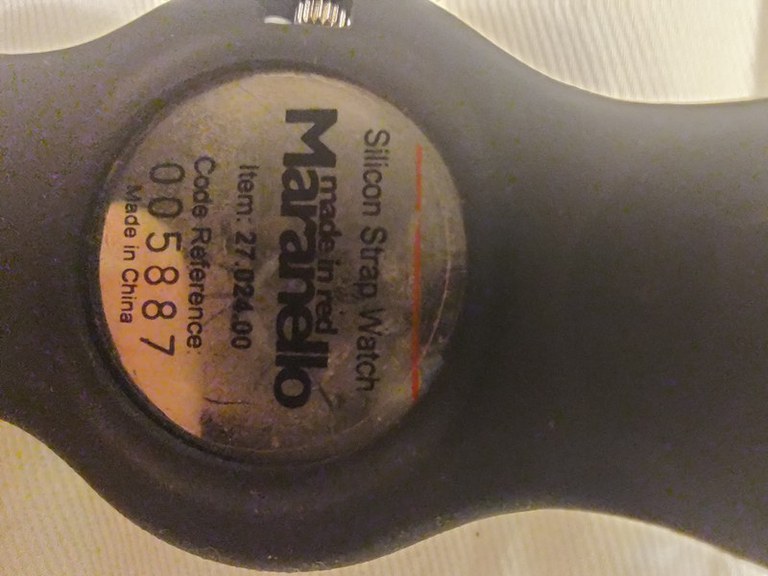 Silicon Strap Watch
made in red
Maranello
Item: 27.024.00
Code Reference:
005887
Made in China